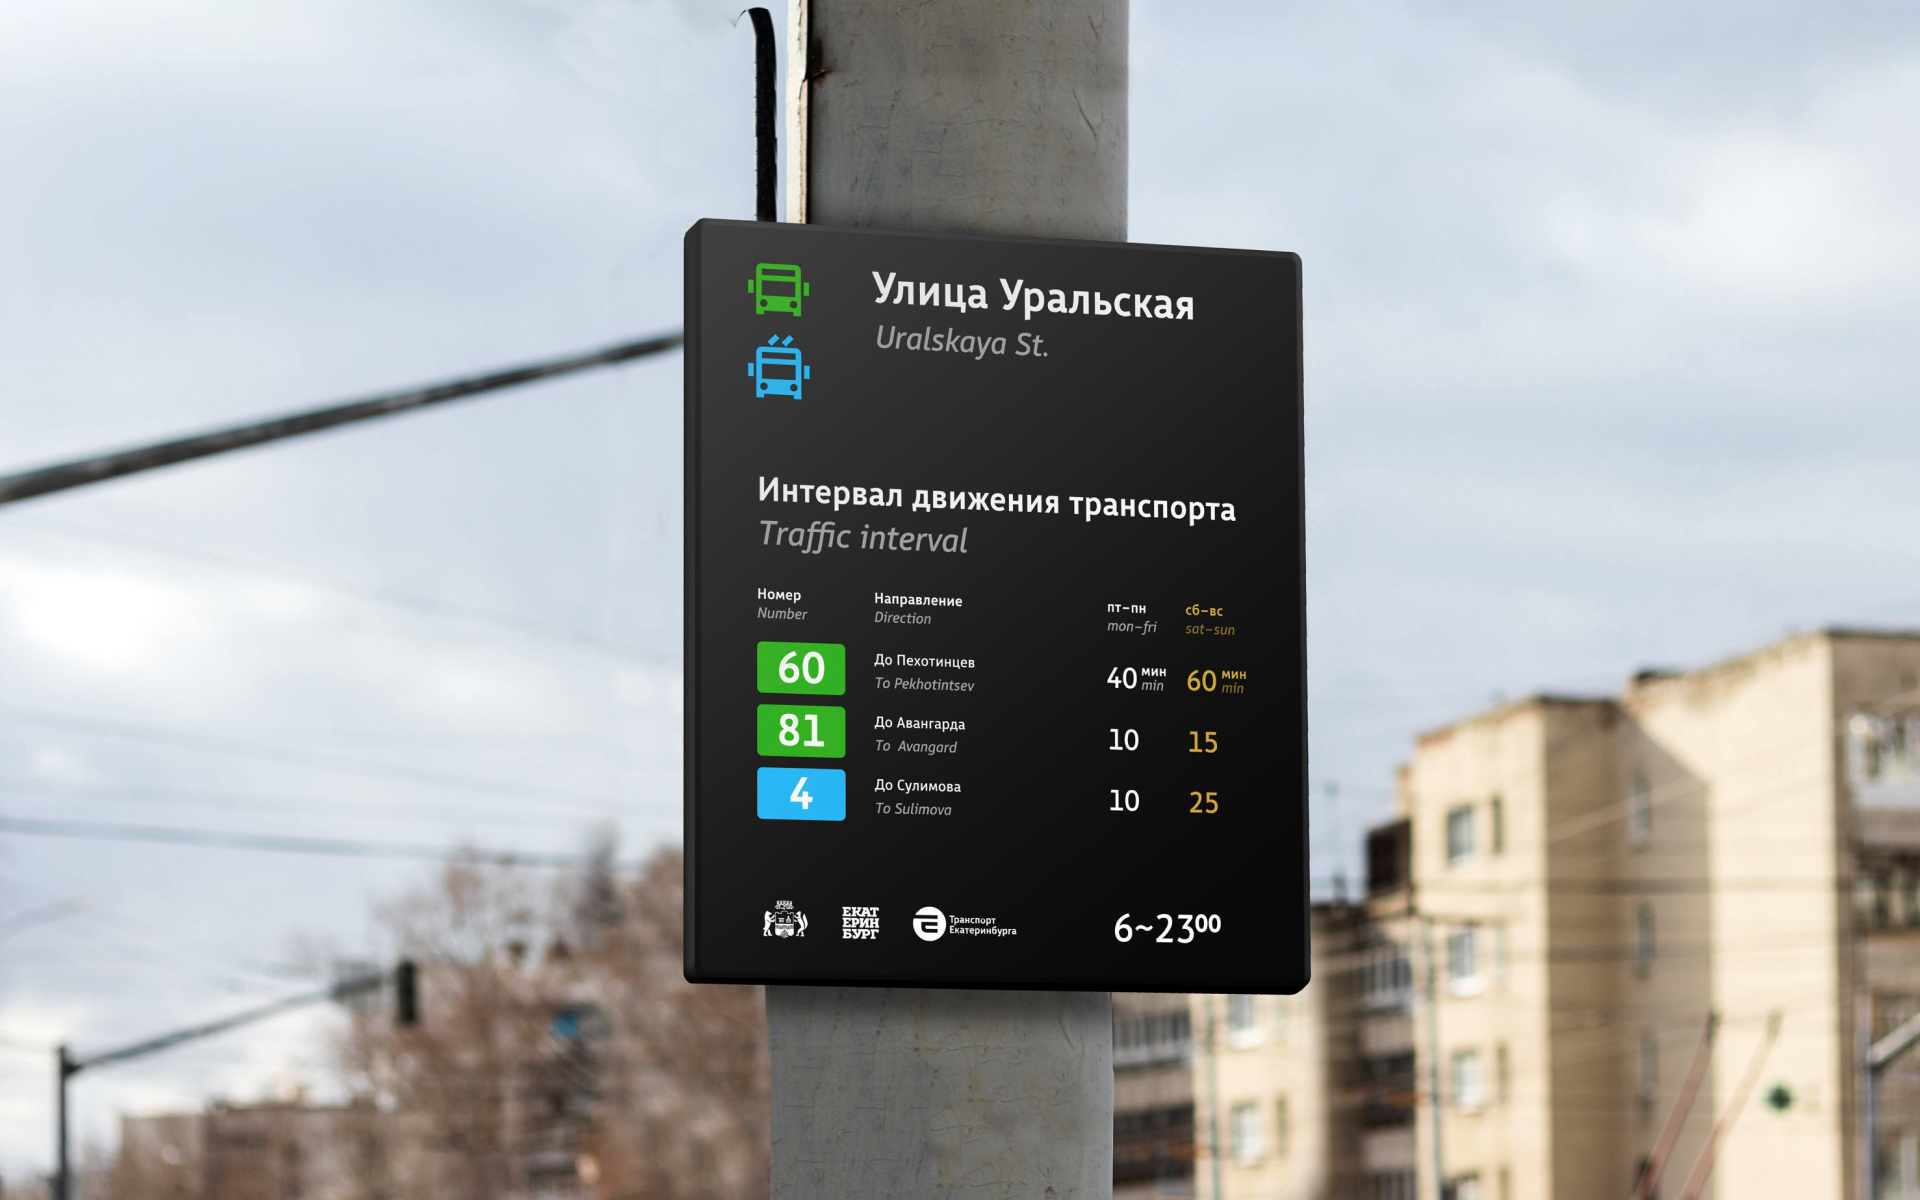 Улица Уральская
Uralskaya St.
Интервал движения транспорта
Traffic interval
Номер Направление пт–пн сб–вс
Number Direction mon–fri sat–sun
60 До Пехотинцев 40 мин 60 мин
To Pekhotintsev min min
81 До Авангарда 10 15
To Avangard
4 До Сулимова 10 25
To Sulimova
ЕКАТ
ЕРИН
БУРГ
Транспорт
Екатеринбурга
6~23⁰⁰